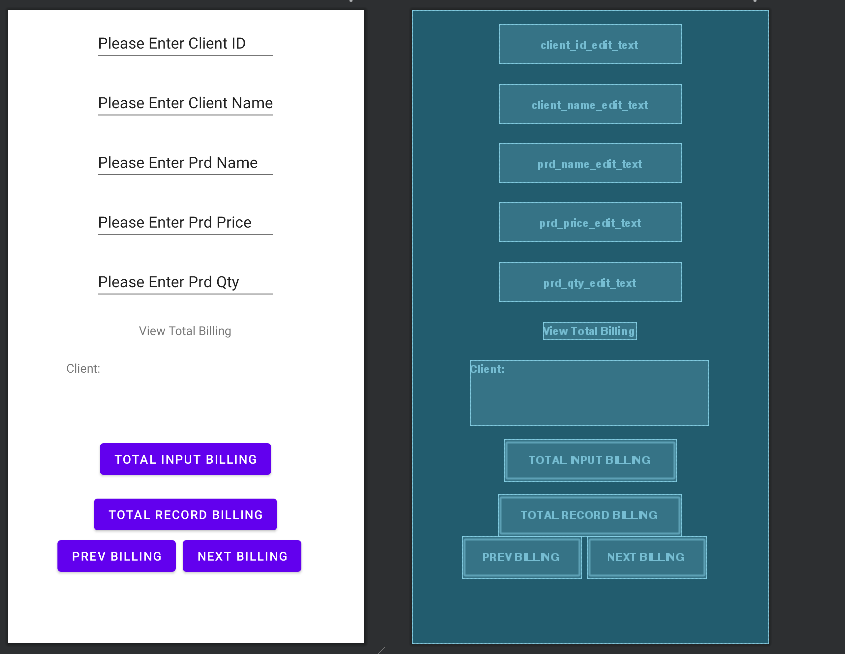 Please Enter Client ID
Please Enter Client Name
Please Enter Prd Name
Please Enter Prd Price
Please Enter Prd Qty
View Total Billing
Client:
TOTAL INPUT BILLING
TOTAL RECORD BILLING
PREV BILLING NEXT BILLING
client_id_edit_text
client_name_edit_text
prd_name_edit_text
prd_price_edit_text
prd_qty_edit_text
View Total Billing
Client:
TOTAL INPUT BILLING
TOTAL RECORD BILLING
PREV BILLING NEXT BILLING